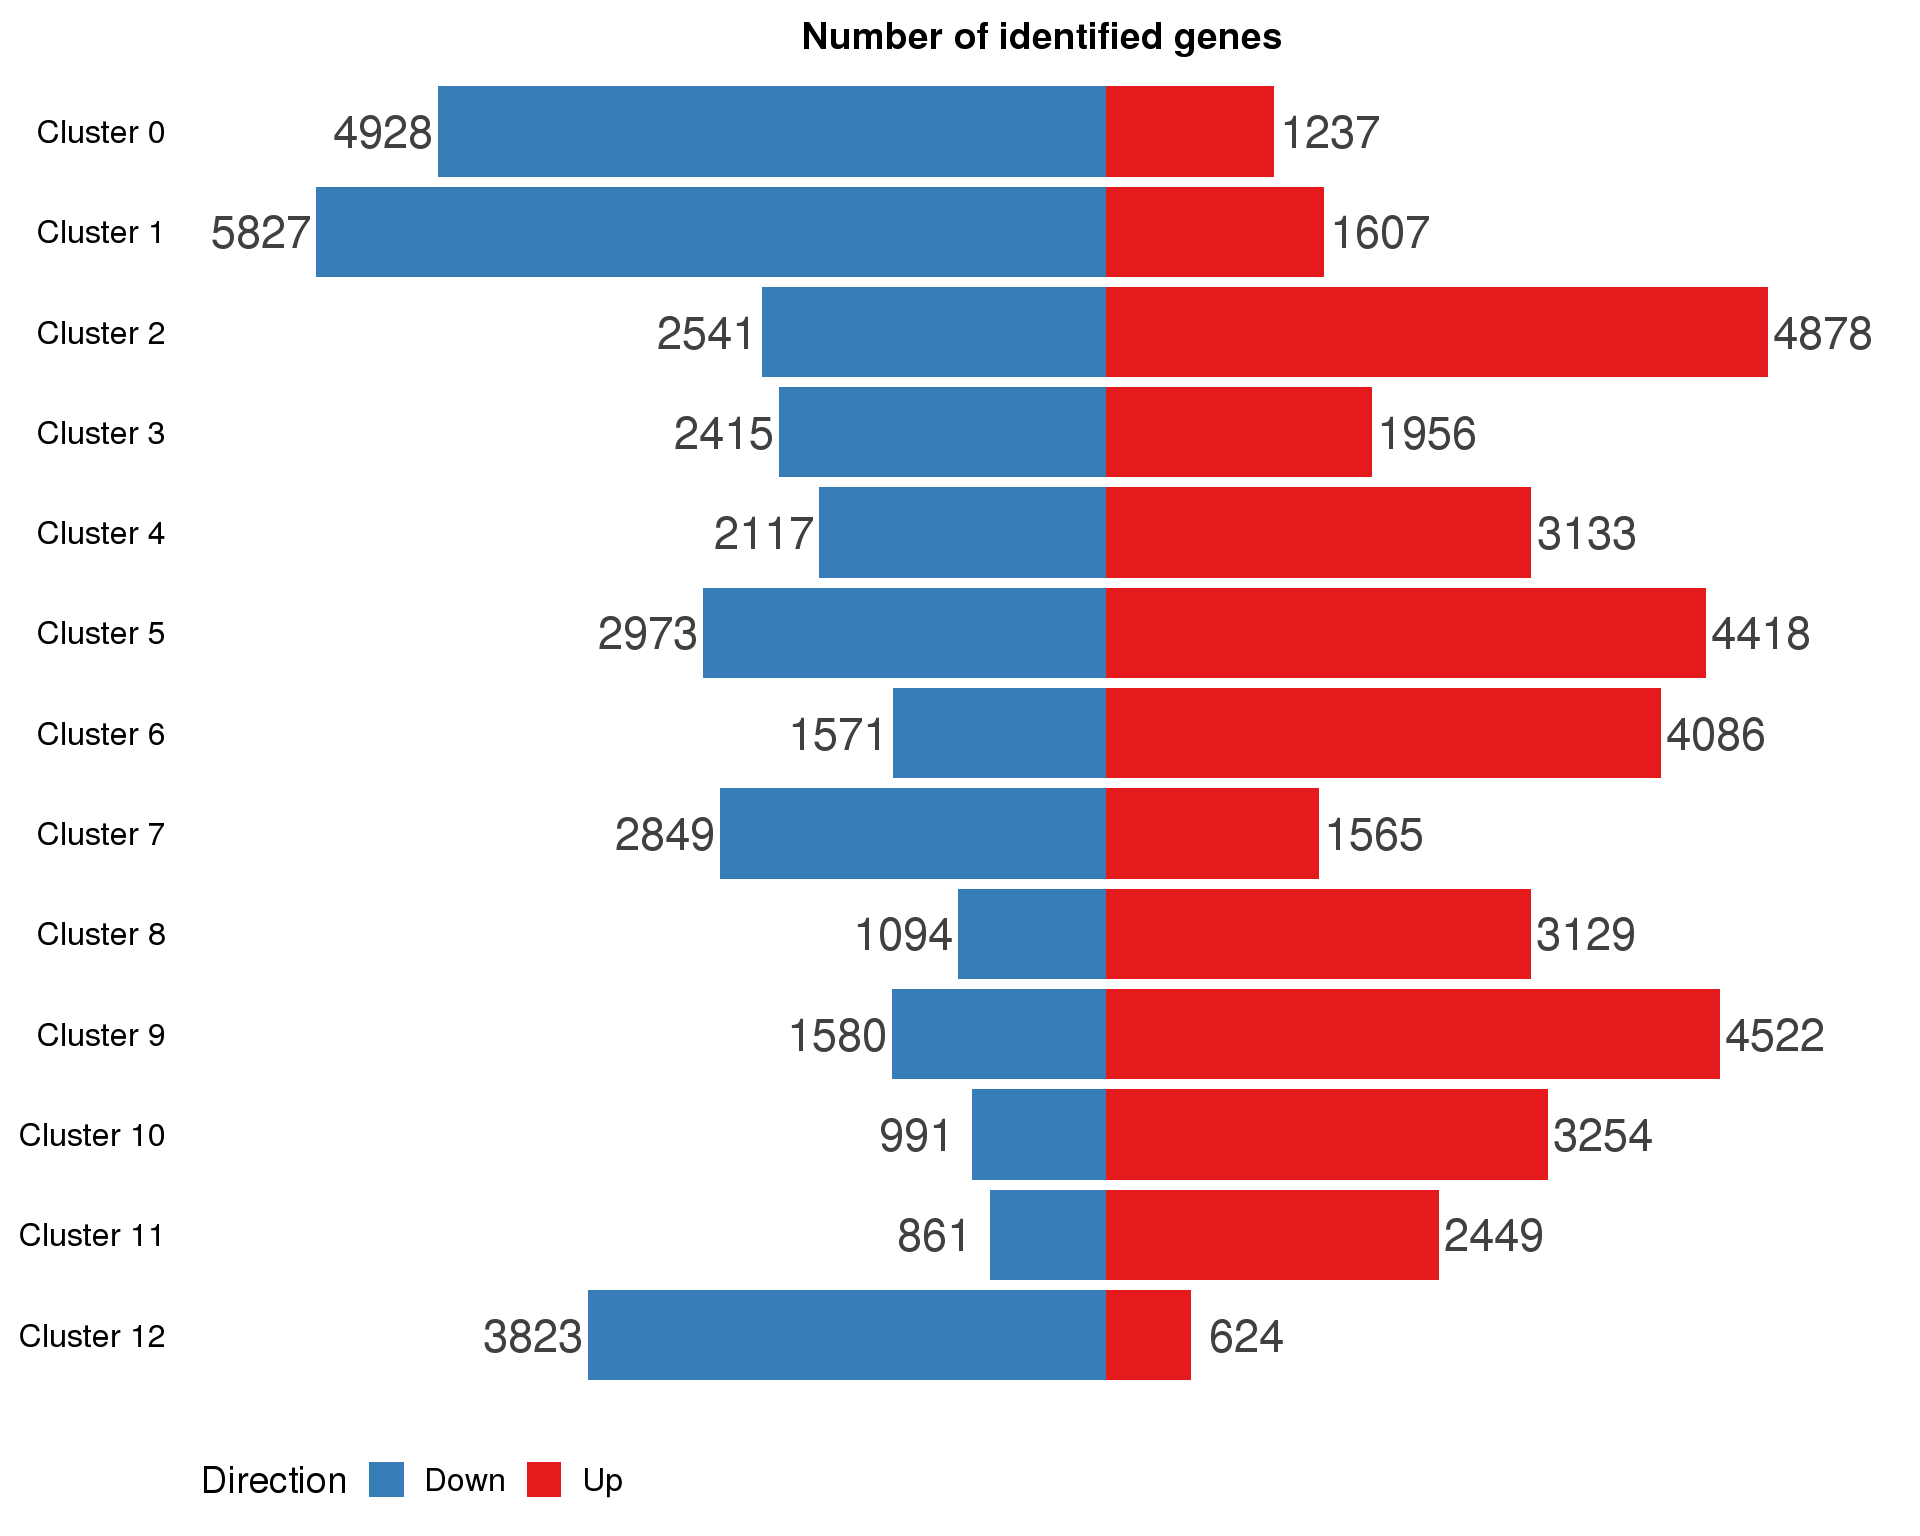 Number of identified genes
Cluster 0 4928 1237
Cluster 1 5827 1607
Cluster 2 2541 4878
Cluster 3 2415 1956
Cluster 4 2117 3133
Cluster 5 2973 4418
Cluster 6 1571 4086
Cluster 7 2849 1565
Cluster 8 1094 3129
Cluster 9 1580 4522
Cluster 10 991 3254
Cluster 11 861 2449
Cluster 12 3823 624
Direction Down Up